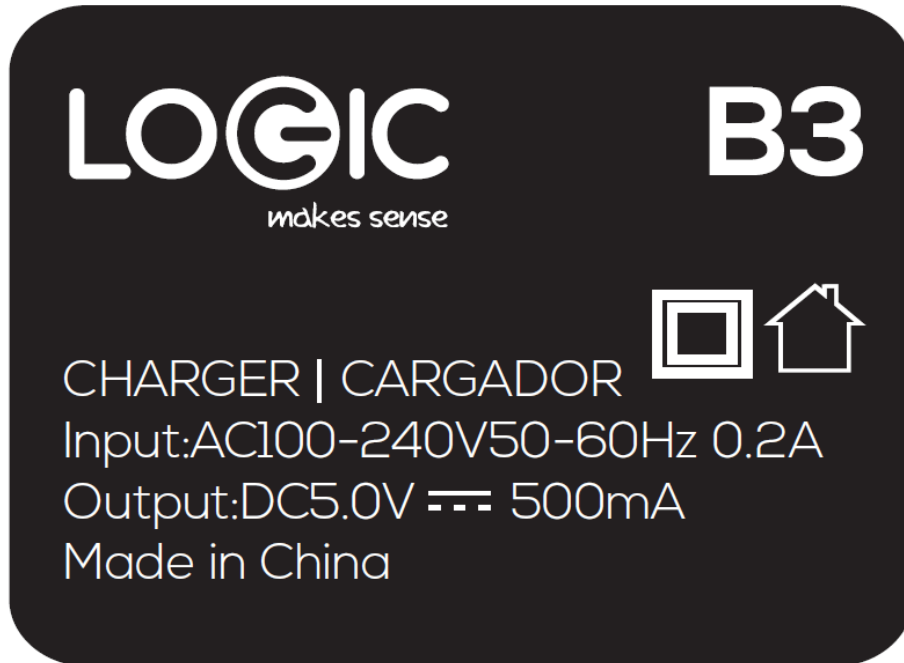 LOGIC B3
makes sense
CHARGER | CARGADOR
Input:AC100-240V50-60Hz 0.2A
Output:DC5.0V ⎓ 500mA
Made in China